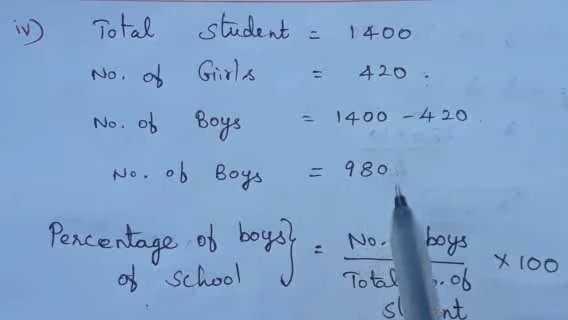 iv) Total Student = 1400
No. of Girls = 420.
No. of Boys = 1400 - 420.
No. of Boys = 980
Percentage of boys of school } = No. boys / Total of × 100